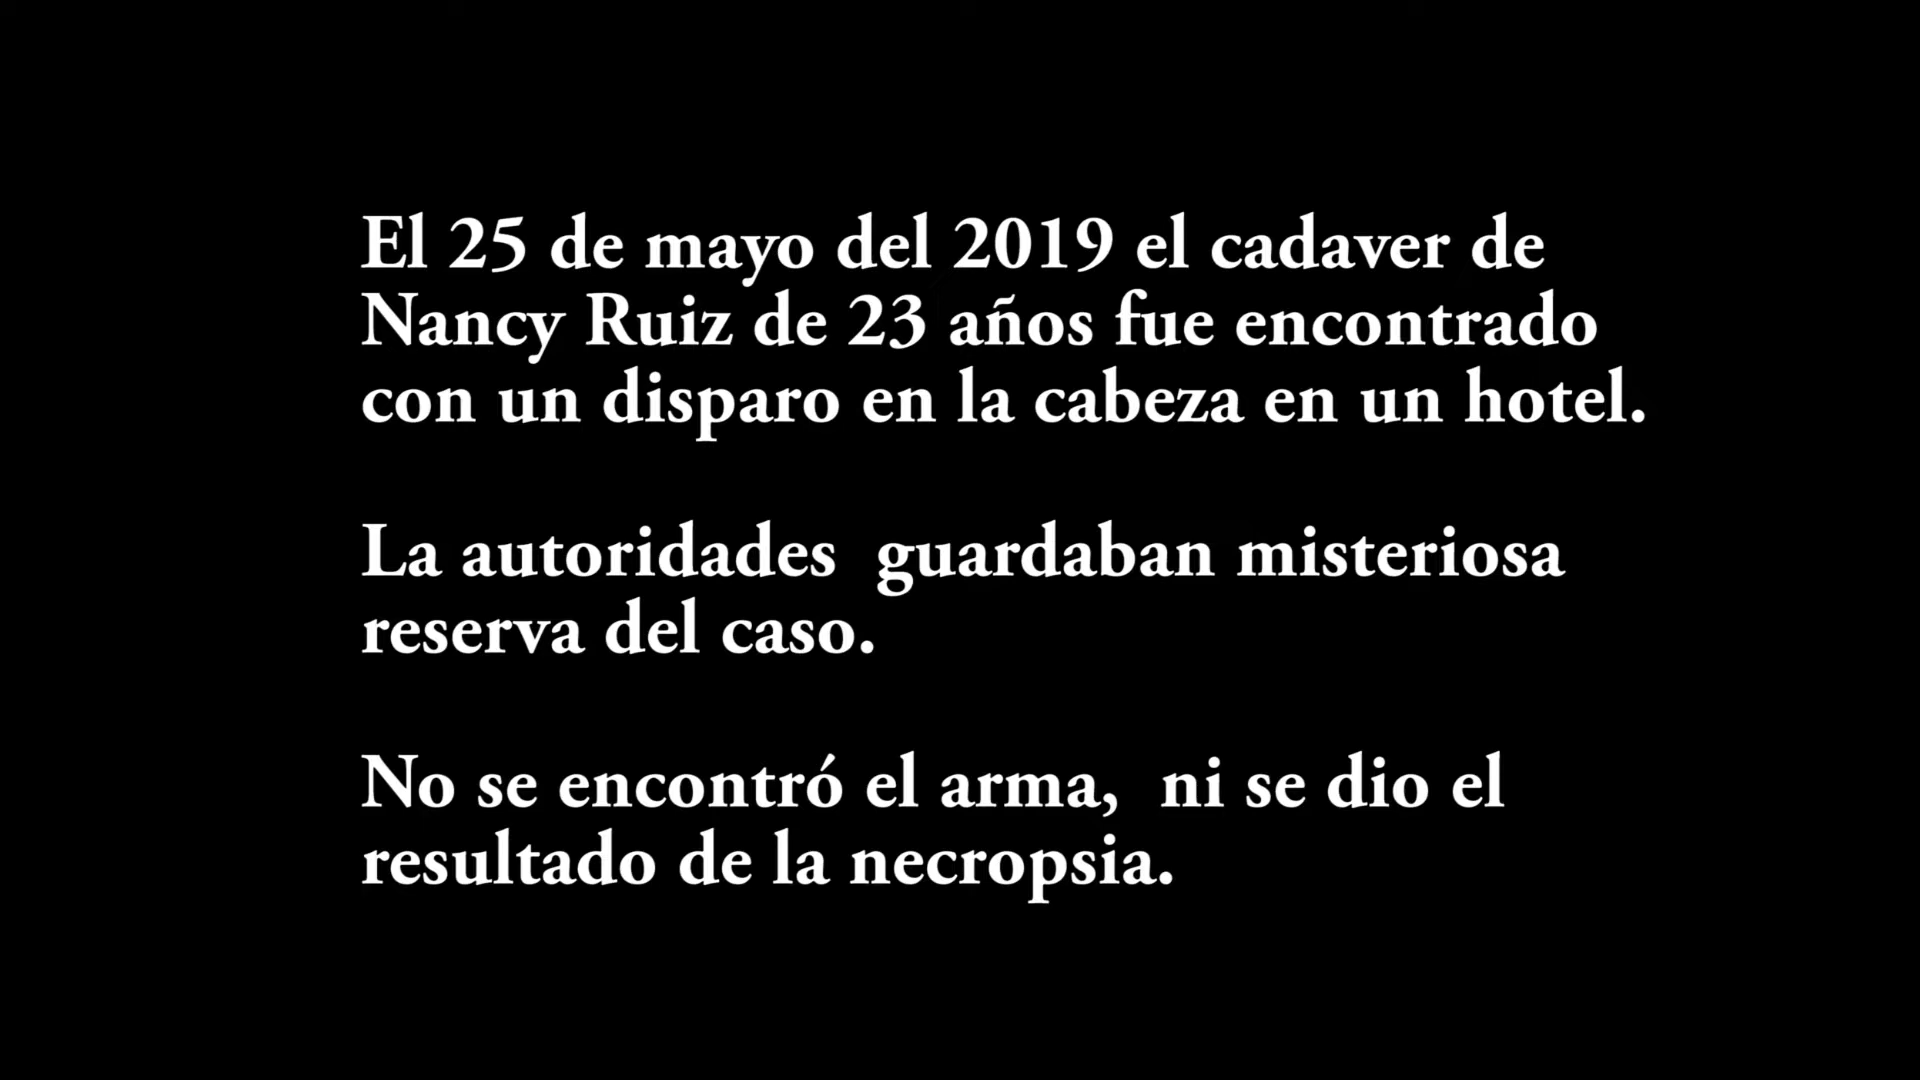 El 25 de mayo del 2019 el cadaver de
Nancy Ruiz de 23 años fue encontrado
con un disparo en la cabeza en un hotel.
La autoridades  guardaban misteriosa
reserva del caso.
No se encontró el arma,  ni se dio el
resultado de la necropsia.